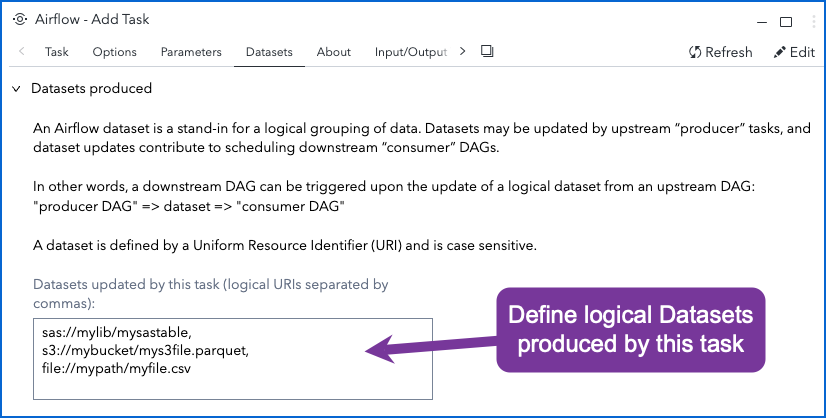 Airflow - Add Task
Task Options Parameters Datasets About Input/Output Refresh Edit
Datasets produced
An Airflow dataset is a stand-in for a logical grouping of data. Datasets may be updated by upstream “producer” tasks, and
dataset updates contribute to scheduling downstream “consumer” DAGs.
In other words, a downstream DAG can be triggered upon the update of a logical dataset from an upstream DAG:
"producer DAG" => dataset => "consumer DAG"
A dataset is defined by a Uniform Resource Identifier (URI) and is case sensitive.
Datasets updated by this task (logical URIs separated by
commas):
sas://mylib/mysastable,
s3://mybucket/mys3file.parquet,
file://mypath/myfile.csv
Define logical Datasets
produced by this task